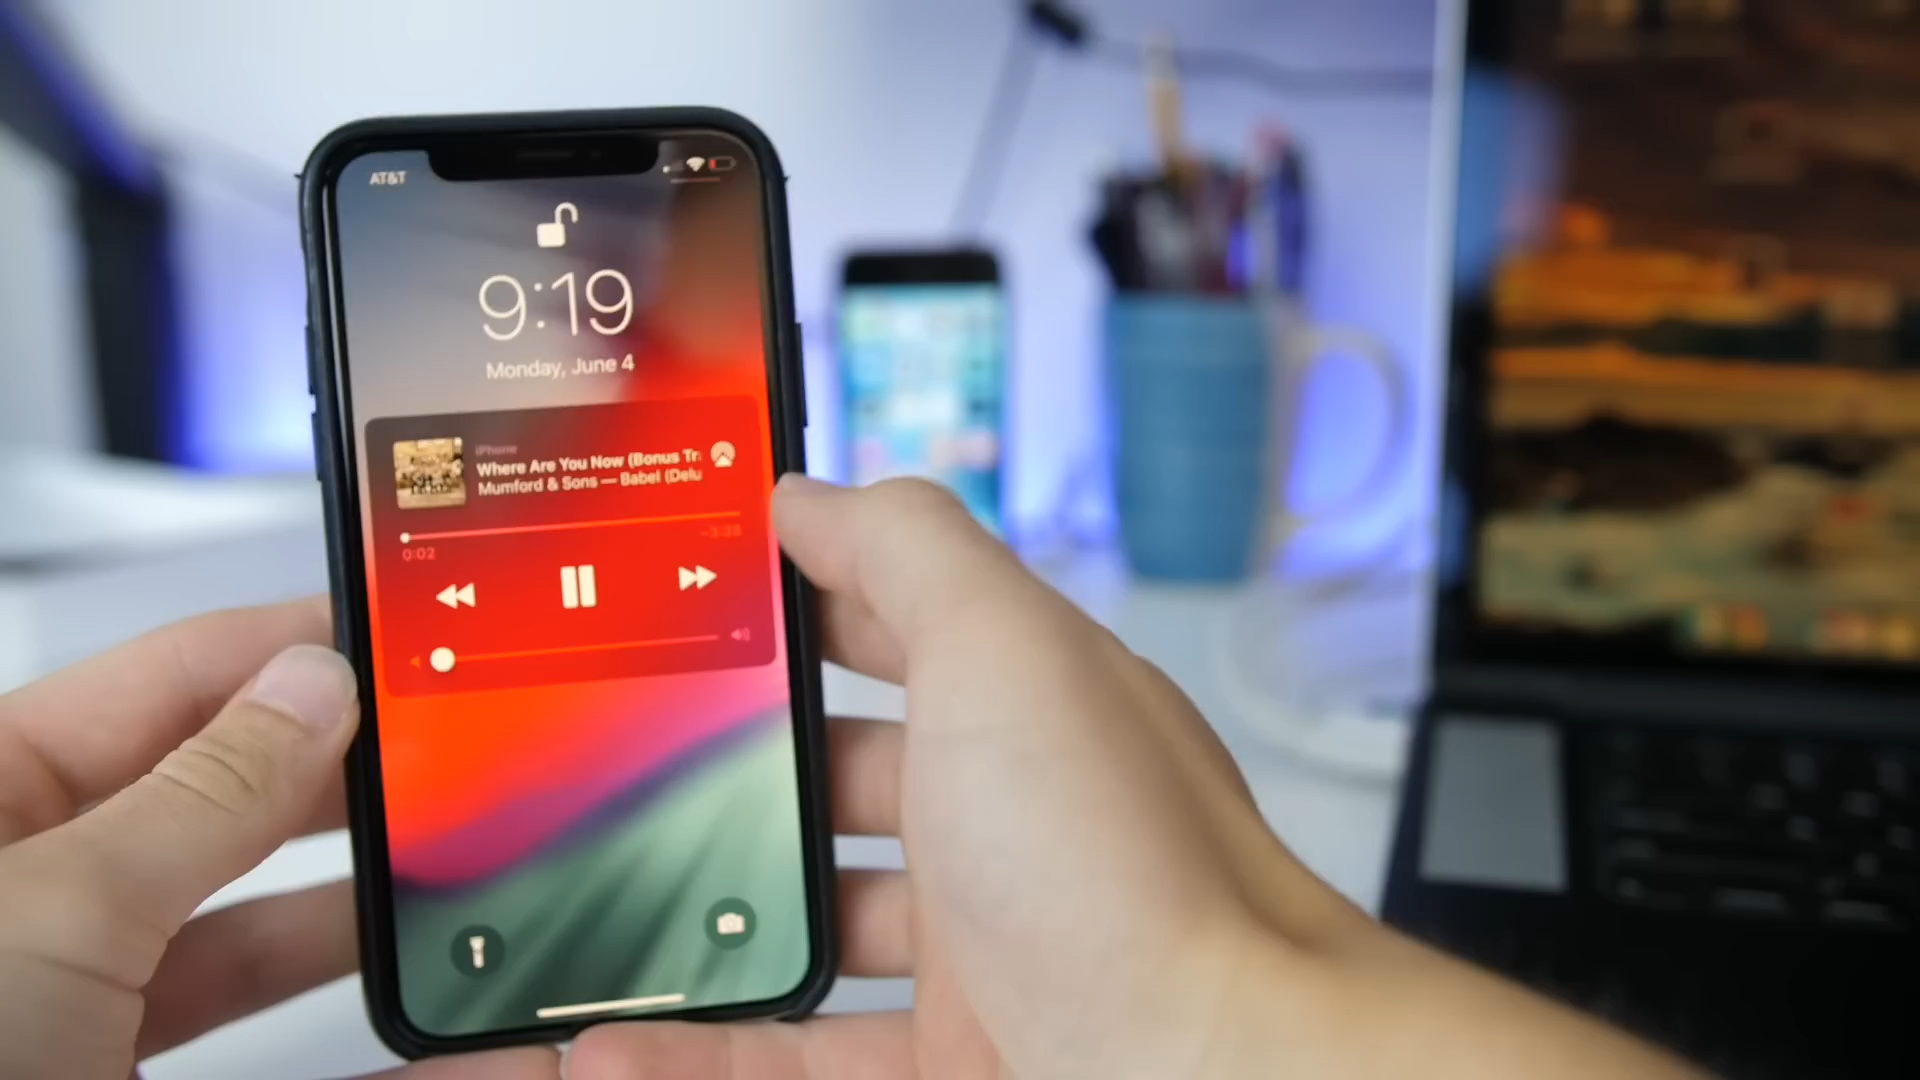 AT&T
9:19
Monday, June 4
iPhone
Where Are You Now (Bonus Tr
Mumford & Sons — Babel (Delu
0:02
-3:38